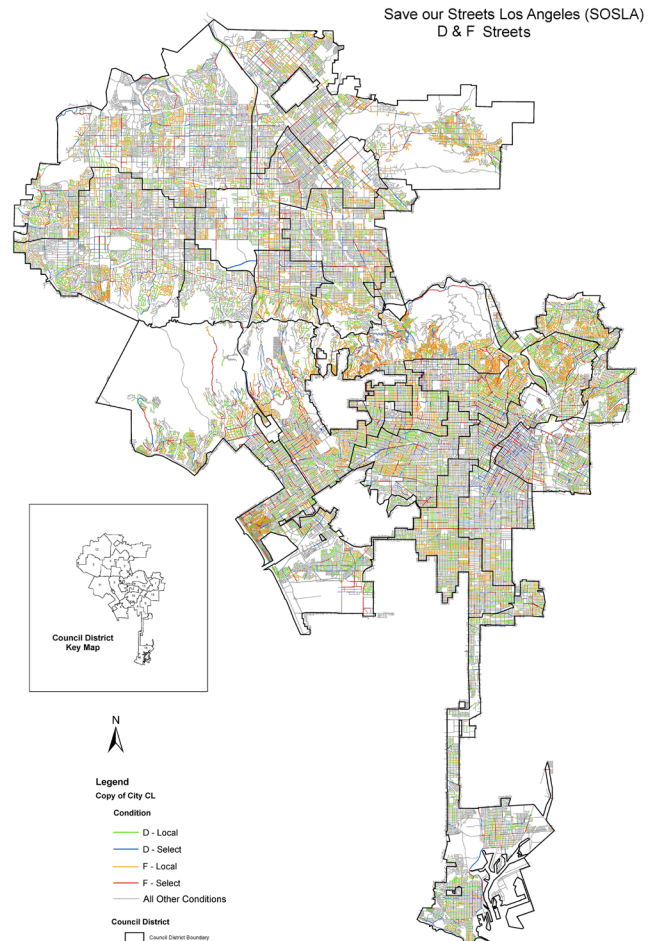 Save our Streets Los Angeles (SOSLA)
D & F Streets
Council District
Key Map
N
Legend
Copy of City CL
Condition
D - Local
D - Select
F - Local
F - Select
All Other Conditions
Council District
Council District Boundary